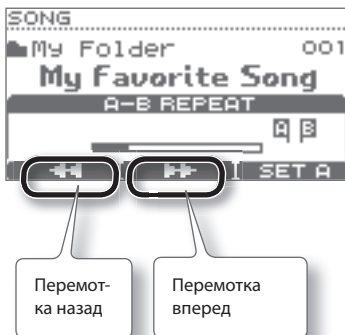 SONG
My Folder 001
My Favorite Song
A-B REPEAT
A B
SET A
Перемот-
ка назад
Перемотка
вперед